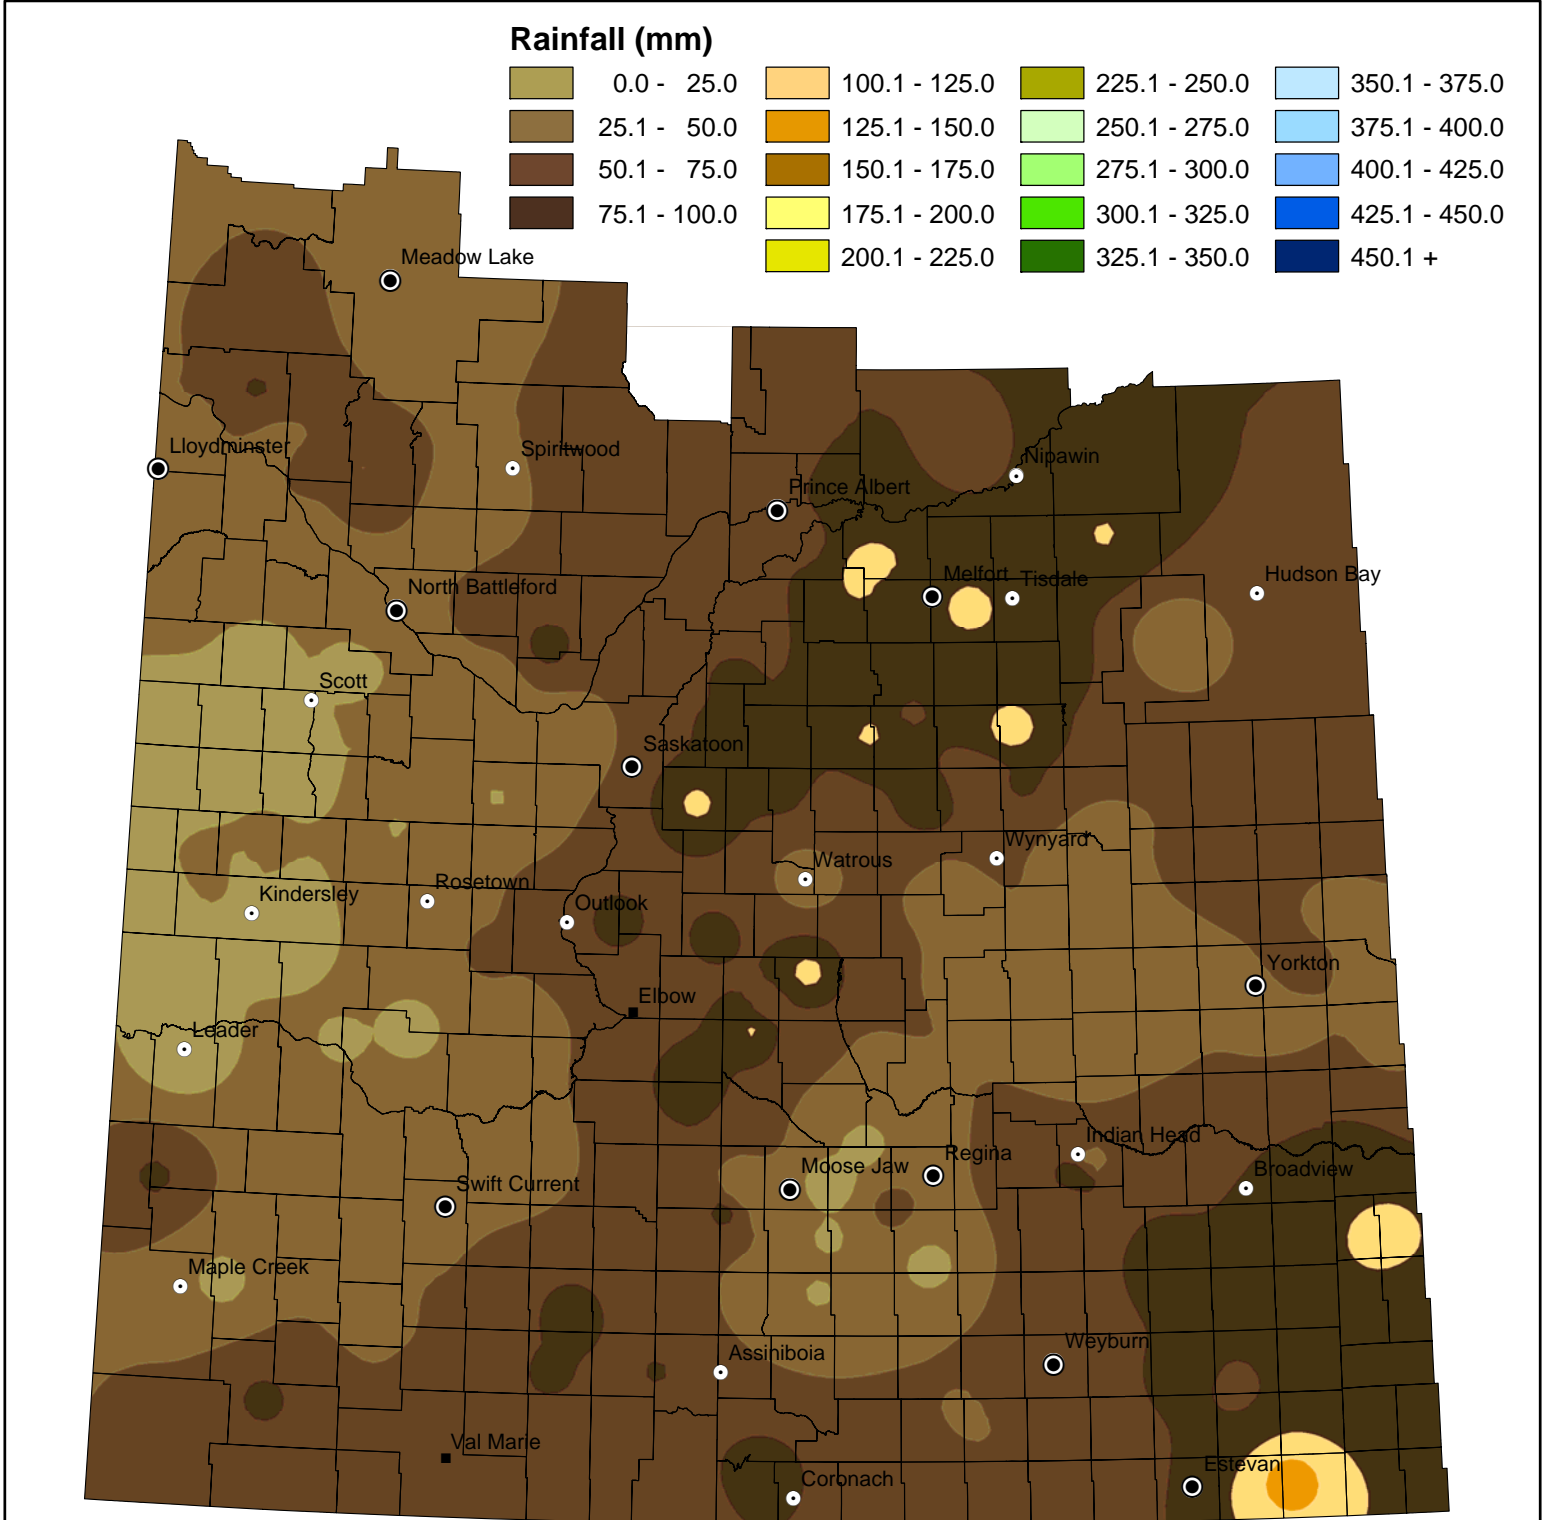 Rainfall (mm)
0.0 - 25.0
25.1 - 50.0
50.1 - 75.0
75.1 - 100.0
100.1 - 125.0
125.1 - 150.0
150.1 - 175.0
175.1 - 200.0
200.1 - 225.0
225.1 - 250.0
250.1 - 275.0
275.1 - 300.0
300.1 - 325.0
325.1 - 350.0
350.1 - 375.0
375.1 - 400.0
400.1 - 425.0
425.1 - 450.0
450.1 +
Meadow Lake
Lloydminster
Spiritwood
Nipawin
Prince Albert
North Battleford
Melfort
Tisdale
Hudson Bay
Scott
Saskatoon
Wynyard
Watrous
Rosetown
Kindersley
Outlook
Yorkton
Elbow
Leader
Indian Head
Regina
Moose Jaw
Broadview
Swift Current
Maple Creek
Weyburn
Assiniboia
Val Marie
Estevan
Coronach